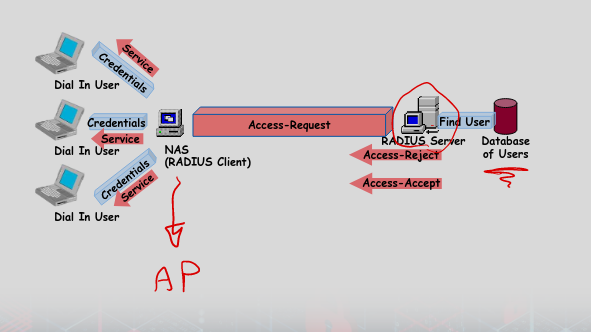 Service
Credentials
Dial In User
Credentials
Service
Dial In User
Credentials
Service
Dial In User
NAS
(RADIUS Client)
Access-Request
RADIUS Server
Find User
Database
of Users
Access-Reject
Access-Accept
AP